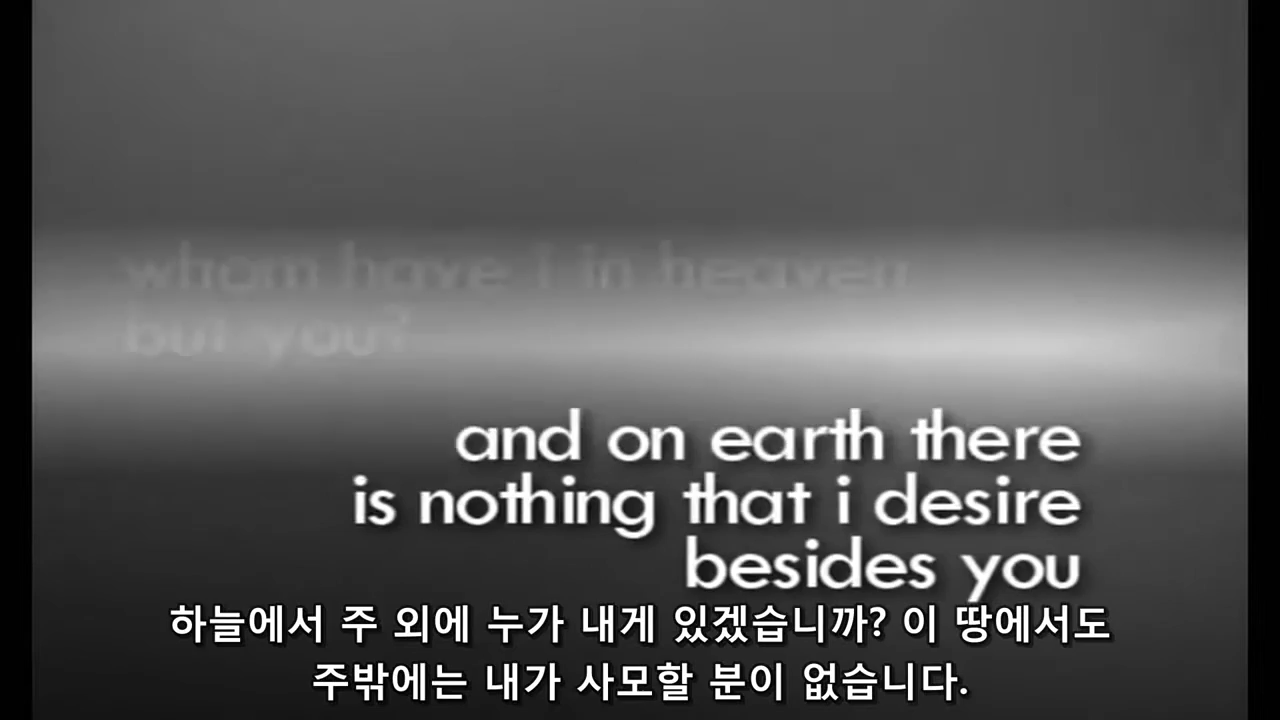 whom have i in heaven
but you?
and on earth there
is nothing that i desire
besides you
하늘에서 주 외에 누가 내게 있겠습니까? 이 땅에서도
주밖에는 내가 사모할 분이 없습니다.